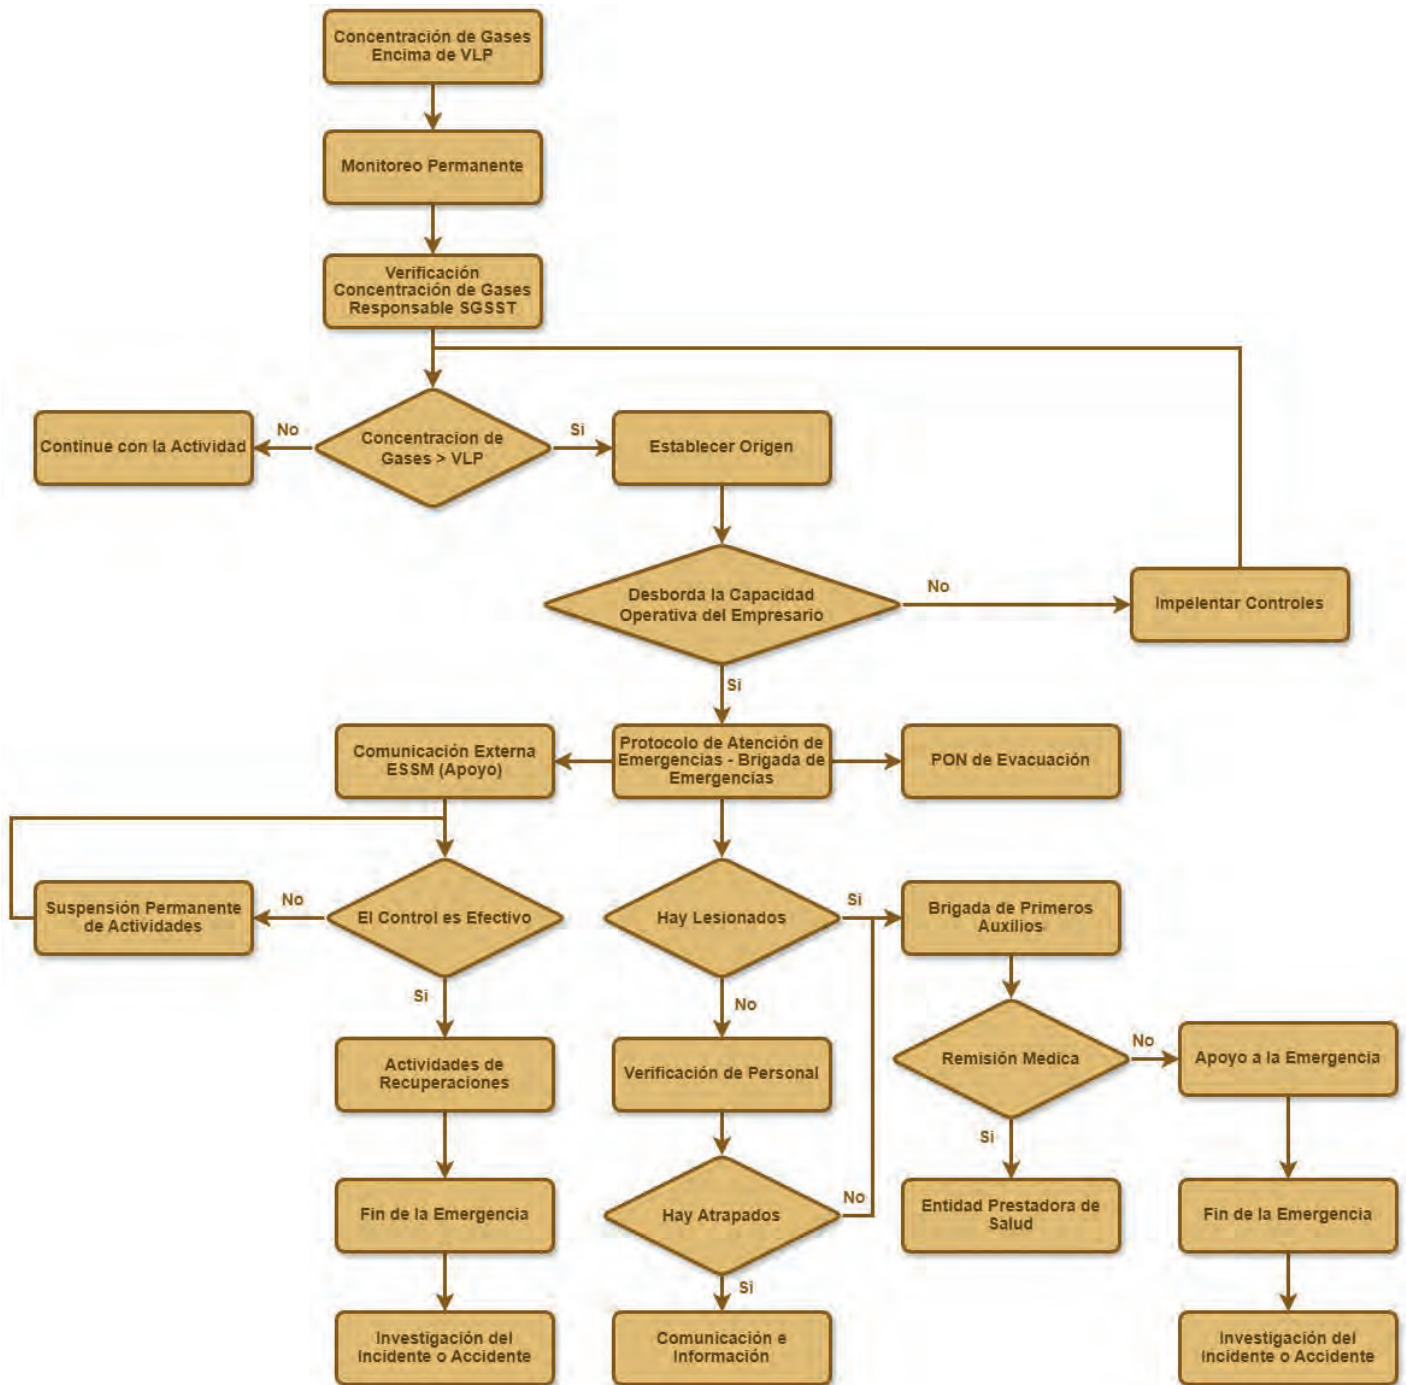 Concentración de Gases
Encima de VLP
Monitoreo Permanente
Verificación
Concentración de Gases
Responsable SGSST
Continue con la Actividad
No
Concentracion de
Gases > VLP
Si
Establecer Origen
Desborda la Capacidad
Operativa del Empresario
No
Impelentar Controles
Si
Comunicación Externa
ESSM (Apoyo)
Protocolo de Atención de
Emergencias - Brigada de
Emergencias
PON de Evacuación
Suspensión Permanente
de Actividades
No
El Control es Efectivo
Hay Lesionados
Si
Brigada de Primeros
Auxilios
Si
No
Actividades de
Recuperaciones
Verificación de Personal
Remisión Medica
No
Apoyo a la Emergencia
Si
Fin de la Emergencia
Hay Atrapados
No
Entidad Prestadora de
Salud
Fin de la Emergencia
Si
Investigación del
Incidente o Accidente
Comunicación e
Información
Investigación del
Incidente o Accidente